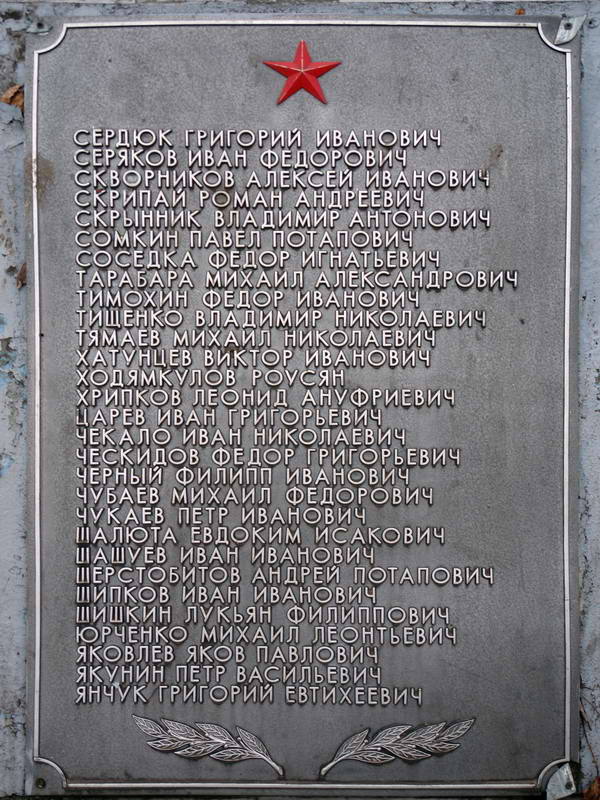 СЕРДЮК ГРИГОРИЙ ИВАНОВИЧ
СЕРЯКОВ ИВАН ФЕДОРОВИЧ
СКВОРНИКОВ АЛЕКСЕЙ ИВАНОВИЧ
СКРИПАЙ РОМАН АНДРЕЕВИЧ
СКРЫННИК ВЛАДИМИР АНТОНОВИЧ
СОМКИН ПАВЕЛ ПОТАПОВИЧ
СОСЕДКА ФЕДОР ИГНАТЬЕВИЧ
ТАРАБАРА МИХАИЛ АЛЕКСАНДРОВИЧ
ТИМОХИН ФЕДОР ИВАНОВИЧ
ТИЩЕНКО ВЛАДИМИР НИКОЛАЕВИЧ
ТЯМАЕВ МИХАИЛ НИКОЛАЕВИЧ
ХАТУНЦЕВ ВИКТОР ИВАНОВИЧ
ХОДЯМКУЛОВ РОУСЯН
ХРИПКОВ ЛЕОНИД АНУФРИЕВИЧ
ЦАРЕВ ИВАН ГРИГОРЬЕВИЧ
ЧЕКАЛО ИВАН НИКОЛАЕВИЧ
ЧЕСКИДОВ ФЕДОР ГРИГОРЬЕВИЧ
ЧЕРНЫЙ ФИЛИПП ИВАНОВИЧ
ЧУБАЕВ МИХАИЛ ФЕДОРОВИЧ
ЧУКАЕВ ПЕТР ИВАНОВИЧ
ШАЛЮТА ЕВДОКИМ ИСАКОВИЧ
ШАШУЕВ ИВАН ИВАНОВИЧ
ШЕРСТОБИТОВ АНДРЕЙ ПОТАПОВИЧ
ШИПКОВ ИВАН ИВАНОВИЧ
ШИШКИН ЛУКЬЯН ФИЛИППОВИЧ
ЮРЧЕНКО МИХАИЛ ЛЕОНТЬЕВИЧ
ЯКОВЛЕВ ЯКОВ ПАВЛОВИЧ
ЯКУНИН ПЕТР ВАСИЛЬЕВИЧ
ЯНЧУК ГРИГОРИЙ ЕВТИХЕЕВИЧ